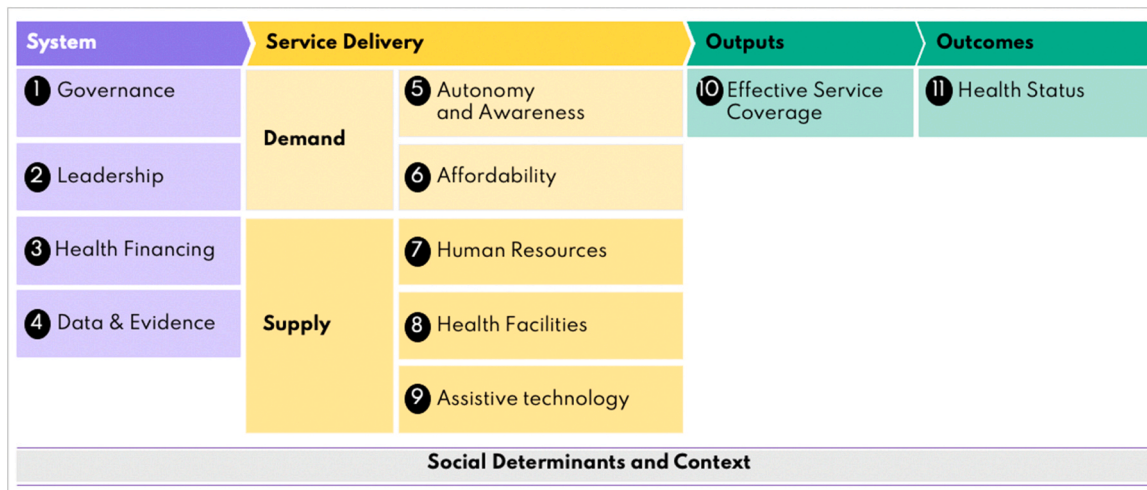 System
Service Delivery
Outputs
Outcomes
1 Governance
2 Leadership
3 Health Financing
4 Data & Evidence
Demand
5 Autonomy
and Awareness
6 Affordability
Supply
7 Human Resources
8 Health Facilities
9 Assistive technology
10 Effective Service
Coverage
11 Health Status
Social Determinants and Context